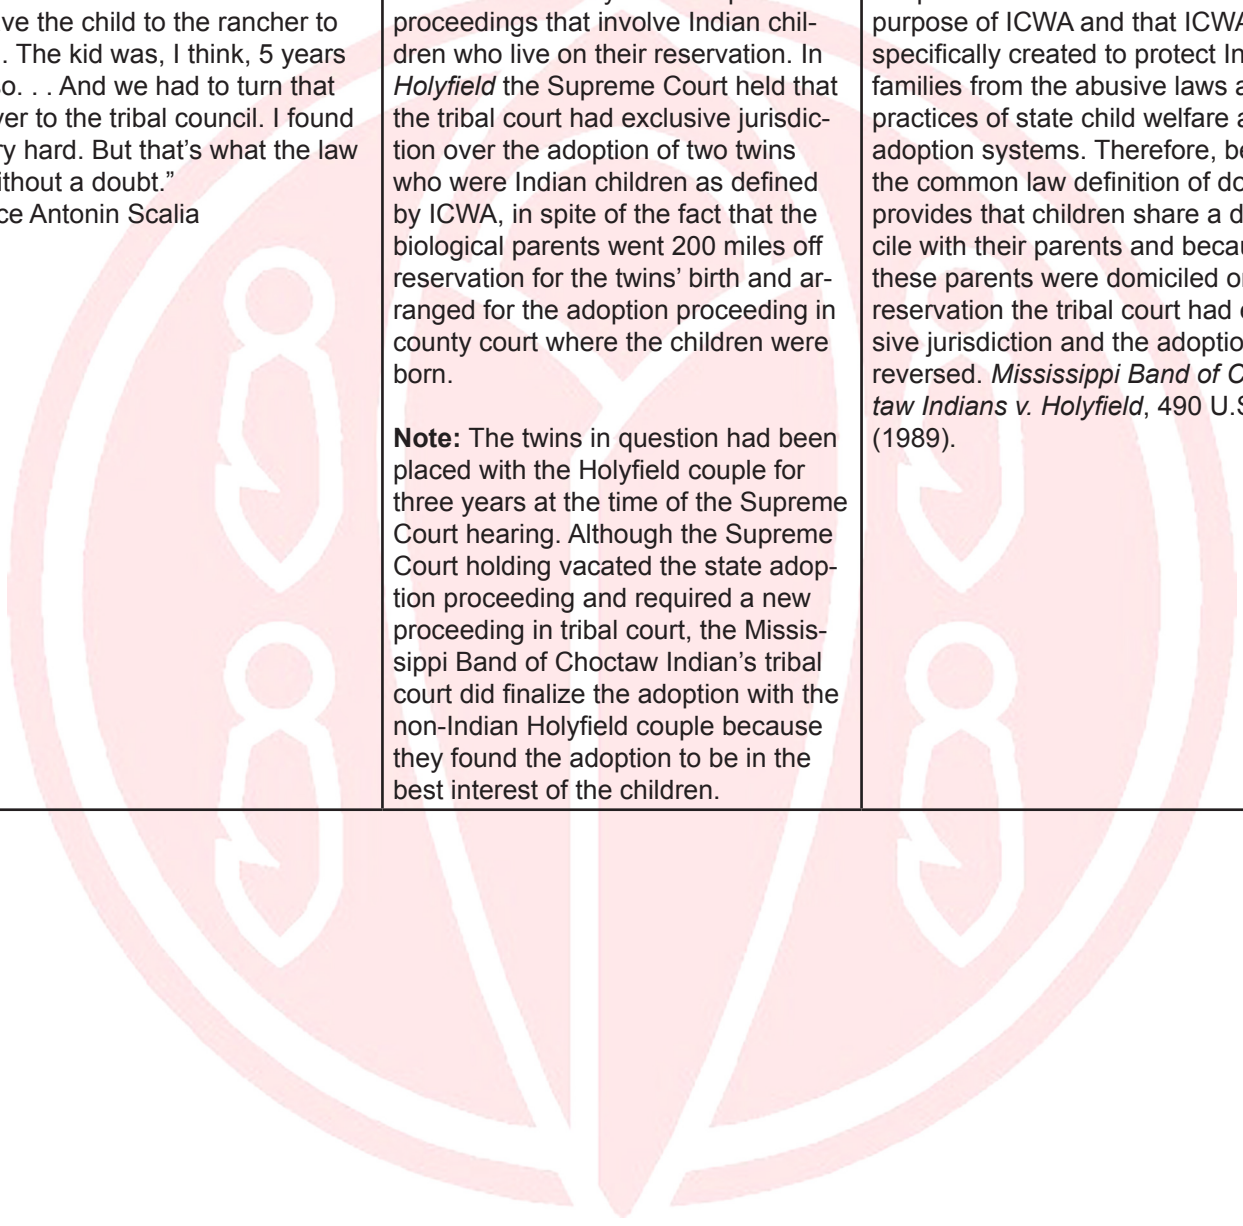 ve the child to the rancher to
. The kid was, I think, 5 years
o. . . And we had to turn that
er to the tribal council. I found
ry hard. But that’s what the law
ithout a doubt.”
ce Antonin Scalia
proceedings that involve Indian chil-
dren who live on their reservation. In
Holyfield the Supreme Court held that
the tribal court had exclusive jurisdic-
tion over the adoption of two twins
who were Indian children as defined
by ICWA, in spite of the fact that the
biological parents went 200 miles off
reservation for the twins’ birth and ar-
ranged for the adoption proceeding in
county court where the children were
born.
Note: The twins in question had been
placed with the Holyfield couple for
three years at the time of the Supreme
Court hearing. Although the Supreme
Court holding vacated the state adop-
tion proceeding and required a new
proceeding in tribal court, the Missis-
sippi Band of Choctaw Indian’s tribal
court did finalize the adoption with the
non-Indian Holyfield couple because
they found the adoption to be in the
best interest of the children.
purpose of ICWA and that ICWA
specifically created to protect In
families from the abusive laws a
practices of state child welfare a
adoption systems. Therefore, be
the common law definition of do
provides that children share a d
cile with their parents and becau
these parents were domiciled o
reservation the tribal court had
sive jurisdiction and the adoptio
reversed. Mississippi Band of C
taw Indians v. Holyfield, 490 U.S
(1989).